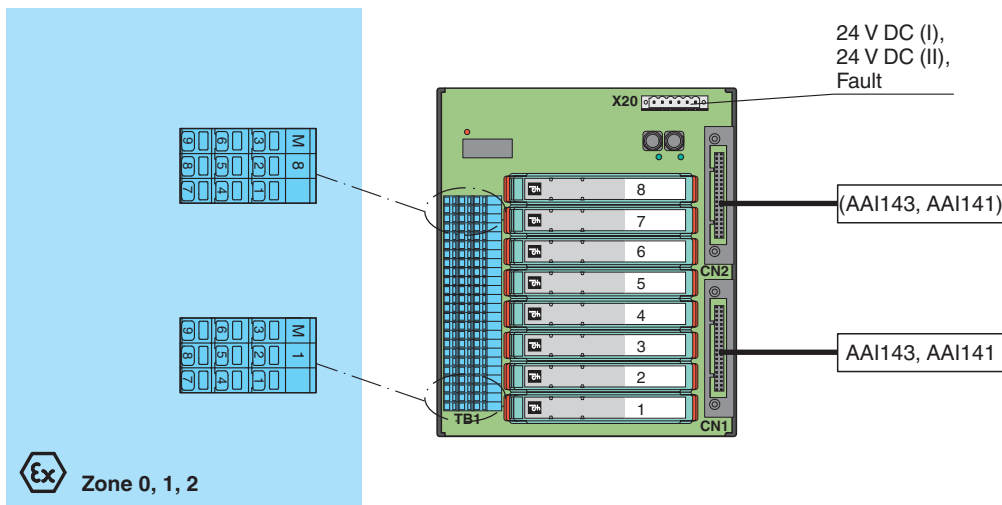 24 V DC (I),
24 V DC (II),
Fault
X20
9 6 3 M
8 5 2 8
7 4 1
8
7
6
5
4
3
2
1
(AAI143, AAI141)
CN2
9 6 3 M
8 5 2 1
7 4 1
AAI143, AAI141
TB1
CN1
Ex
Zone 0, 1, 2